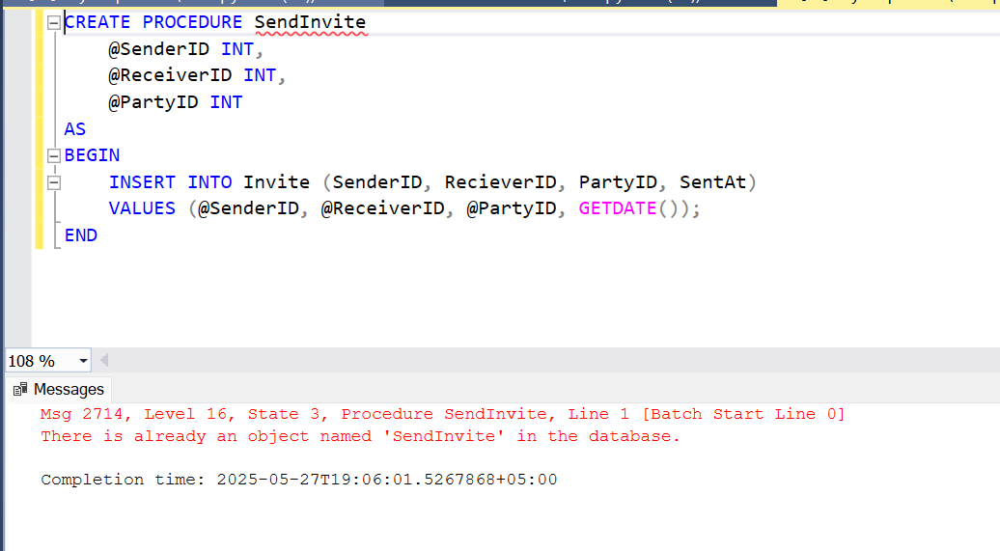 CREATE PROCEDURE SendInvite
@SenderID INT,
@ReceiverID INT,
@PartyID INT
AS
BEGIN
INSERT INTO Invite (SenderID, RecieverID, PartyID, SentAt)
VALUES (@SenderID, @ReceiverID, @PartyID, GETDATE());
END
108 %
Messages
Msg 2714, Level 16, State 3, Procedure SendInvite, Line 1 [Batch Start Line 0]
There is already an object named 'SendInvite' in the database.
Completion time: 2025-05-27T19:06:01.5267868+05:00